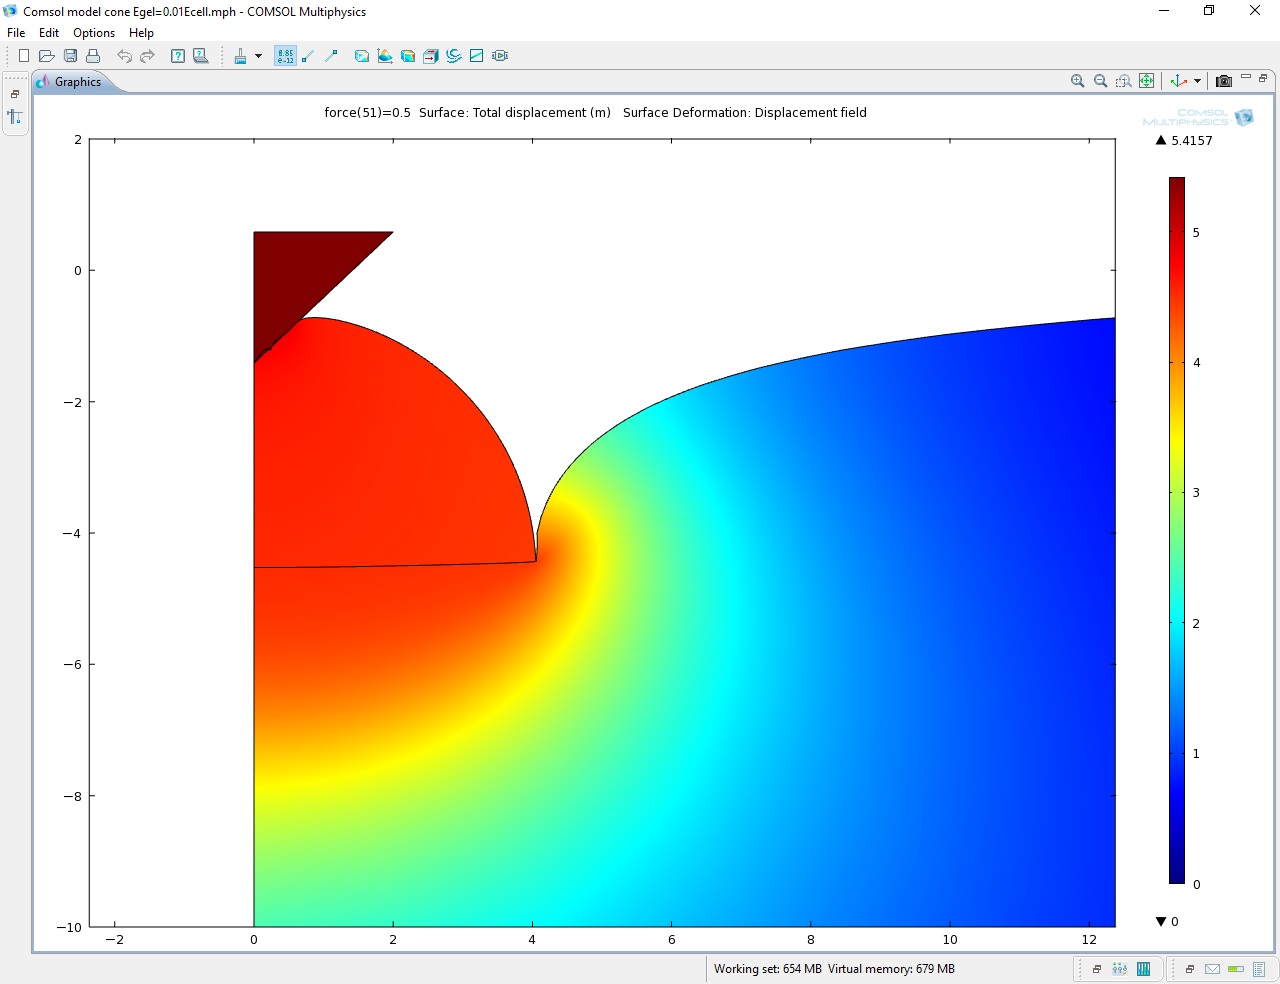 Comsol model cone Egel=0.01Ecell.mph - COMSOL Multiphysics
File Edit Options Help
8.85
e-12
Graphics
force(51)=0.5 Surface: Total displacement (m) Surface Deformation: Displacement field
COMSOL
MULTIPHYSICS
▲ 5.4157
2
0
−2
−4
−6
−8
−10
−2 0 2 4 6 8 10 12
5
4
3
2
1
0
▼ 0
Working set: 654 MB Virtual memory: 679 MB